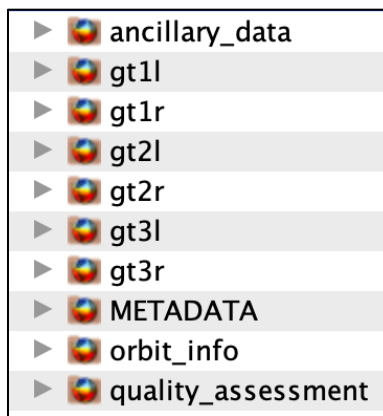 ancillary_data
gt1l
gt1r
gt2l
gt2r
gt3l
gt3r
METADATA
orbit_info
quality_assessment